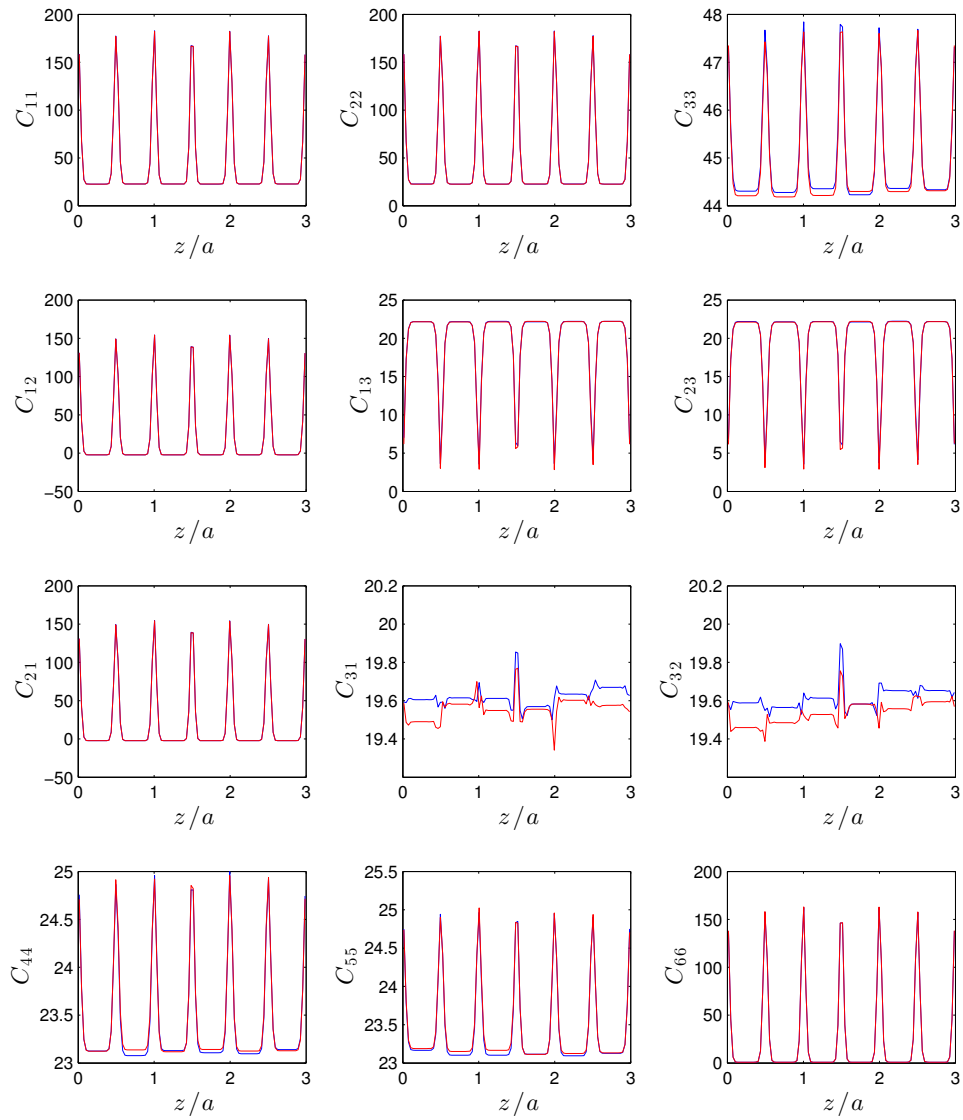 200
150
100
50
0
C₁₁
0 1 2 3
z/a
200
150
100
50
0
C₂₂
0 1 2 3
z/a
48
47
46
45
44
C₃₃
0 1 2 3
z/a
200
150
100
50
0
−50
C₁₂
0 1 2 3
z/a
25
20
15
10
5
0
C₁₃
0 1 2 3
z/a
25
20
15
10
5
0
C₂₃
0 1 2 3
z/a
200
150
100
50
0
−50
C₂₁
0 1 2 3
z/a
20.2
20
19.8
19.6
19.4
C₃₁
0 1 2 3
z/a
20.2
20
19.8
19.6
19.4
C₃₂
0 1 2 3
z/a
25
24.5
24
23.5
23
C₄₄
0 1 2 3
z/a
25.5
25
24.5
24
23.5
23
C₅₅
0 1 2 3
z/a
200
150
100
50
0
C₆₆
0 1 2 3
z/a